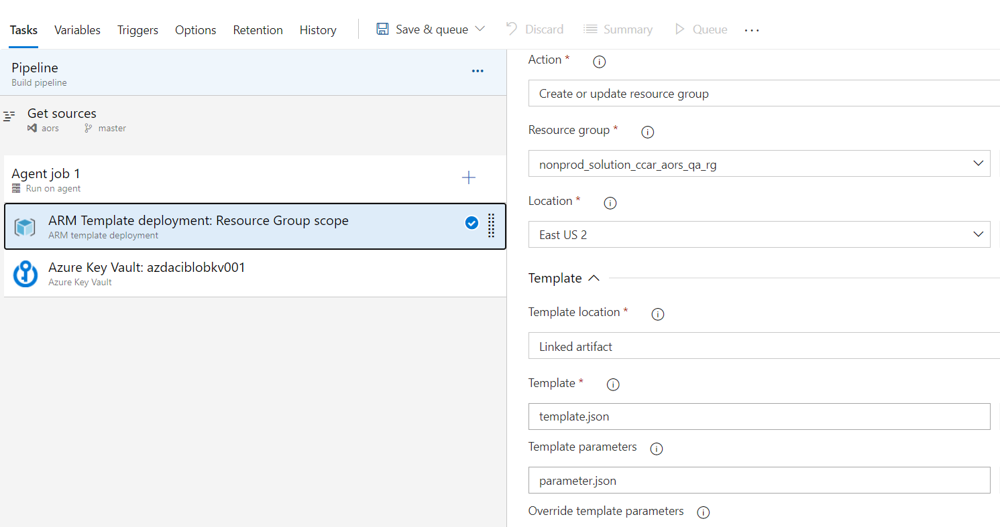 Tasks Variables Triggers Options Retention History Save & queue Discard Summary Queue ...
Pipeline
Build pipeline
Get sources
aors master
Agent job 1
Run on agent
ARM Template deployment: Resource Group scope
ARM template deployment
Azure Key Vault: azdaciblobkv001
Azure Key Vault
Action *
Create or update resource group
Resource group *
nonprod_solution_ccar_aors_qa_rg
Location *
East US 2
Template
Template location *
Linked artifact
Template *
template.json
Template parameters
parameter.json
Override template parameters